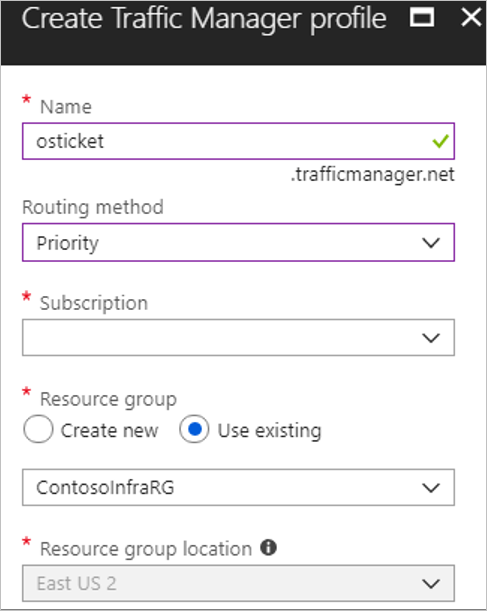 Create Traffic Manager profile
* Name
osticket
.trafficmanager.net
Routing method
Priority
* Subscription
* Resource group
Create new Use existing
ContosoInfraRG
* Resource group location
East US 2